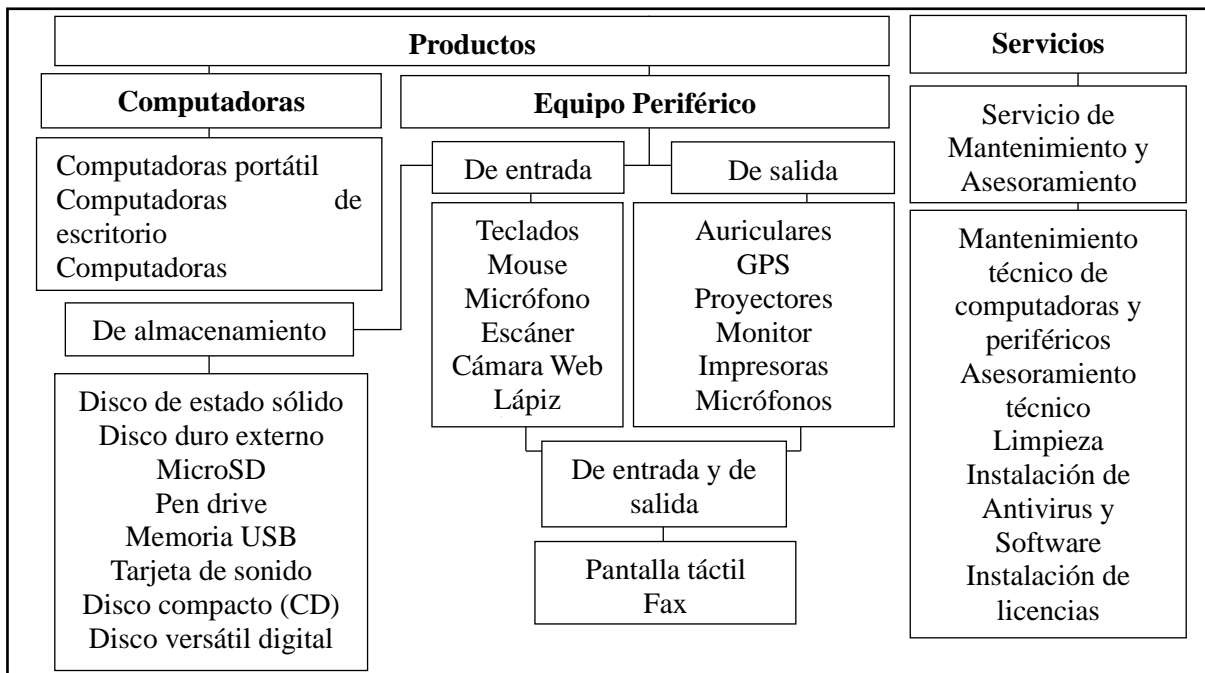 Productos
Servicios
Computadoras
Equipo Periférico
Computadoras portátil
Computadoras de
escritorio
Computadoras
De entrada
De salida
Servicio de
Mantenimiento y
Asesoramiento
Teclados
Mouse
Micrófono
Escáner
Cámara Web
Lápiz
Auriculares
GPS
Proyectores
Monitor
Impresoras
Micrófonos
De almacenamiento
Disco de estado sólido
Disco duro externo
MicroSD
Pen drive
Memoria USB
Tarjeta de sonido
Disco compacto (CD)
Disco versátil digital
De entrada y de
salida
Pantalla táctil
Fax
Mantenimiento
técnico de
computadoras y
periféricos
Asesoramiento
técnico
Limpieza
Instalación de
Antivirus y
Software
Instalación de
licencias